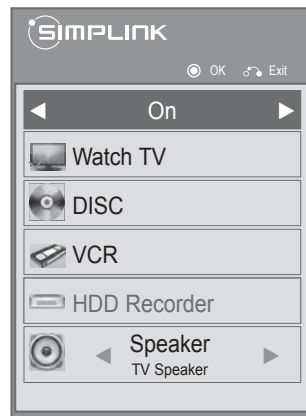 SIMPLINK
OK Exit
On
Watch TV
DISC
VCR
HDD Recorder
Speaker
TV Speaker